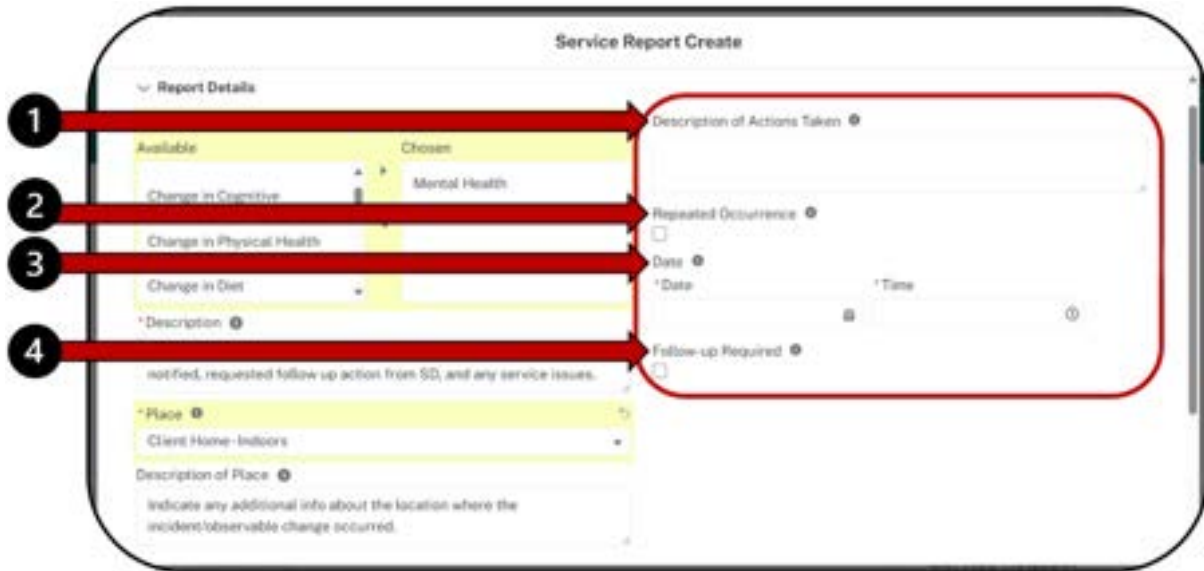 Service Report Create
Report Details
1
Description of Actions Taken
Available
Chosen
Mental Health
Change in Cognitive
2
Repeated Occurrence
Change in Physical Health
3
Date
*Date
*Time
Change in Diet
*Description
4
Follow-up Required
notified, requested follow up action from SD, and any service issues.
*Place
Client Home-Indoors
Description of Place
Indicate any additional info about the location where the
incident/observable change occurred.